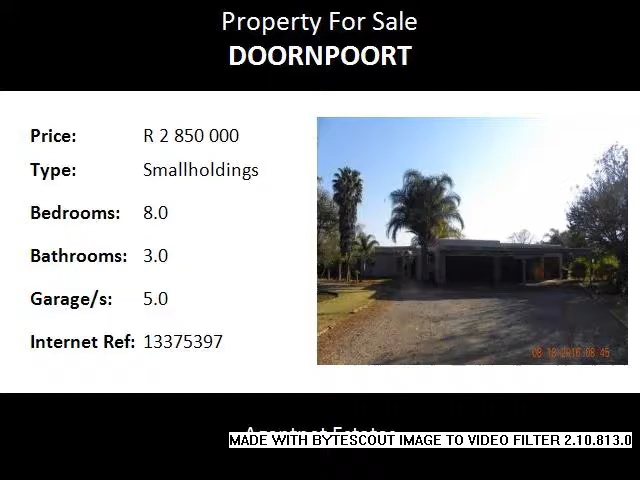 Property For Sale
DOORNPOORT
Price: R 2 850 000
Type: Smallholdings
Bedrooms: 8.0
Bathrooms: 3.0
Garage/s: 5.0
Internet Ref: 13375397
08/18/2016 08:45
MADE WITH BYTESCOUT IMAGE TO VIDEO FILTER 2.10.813.0